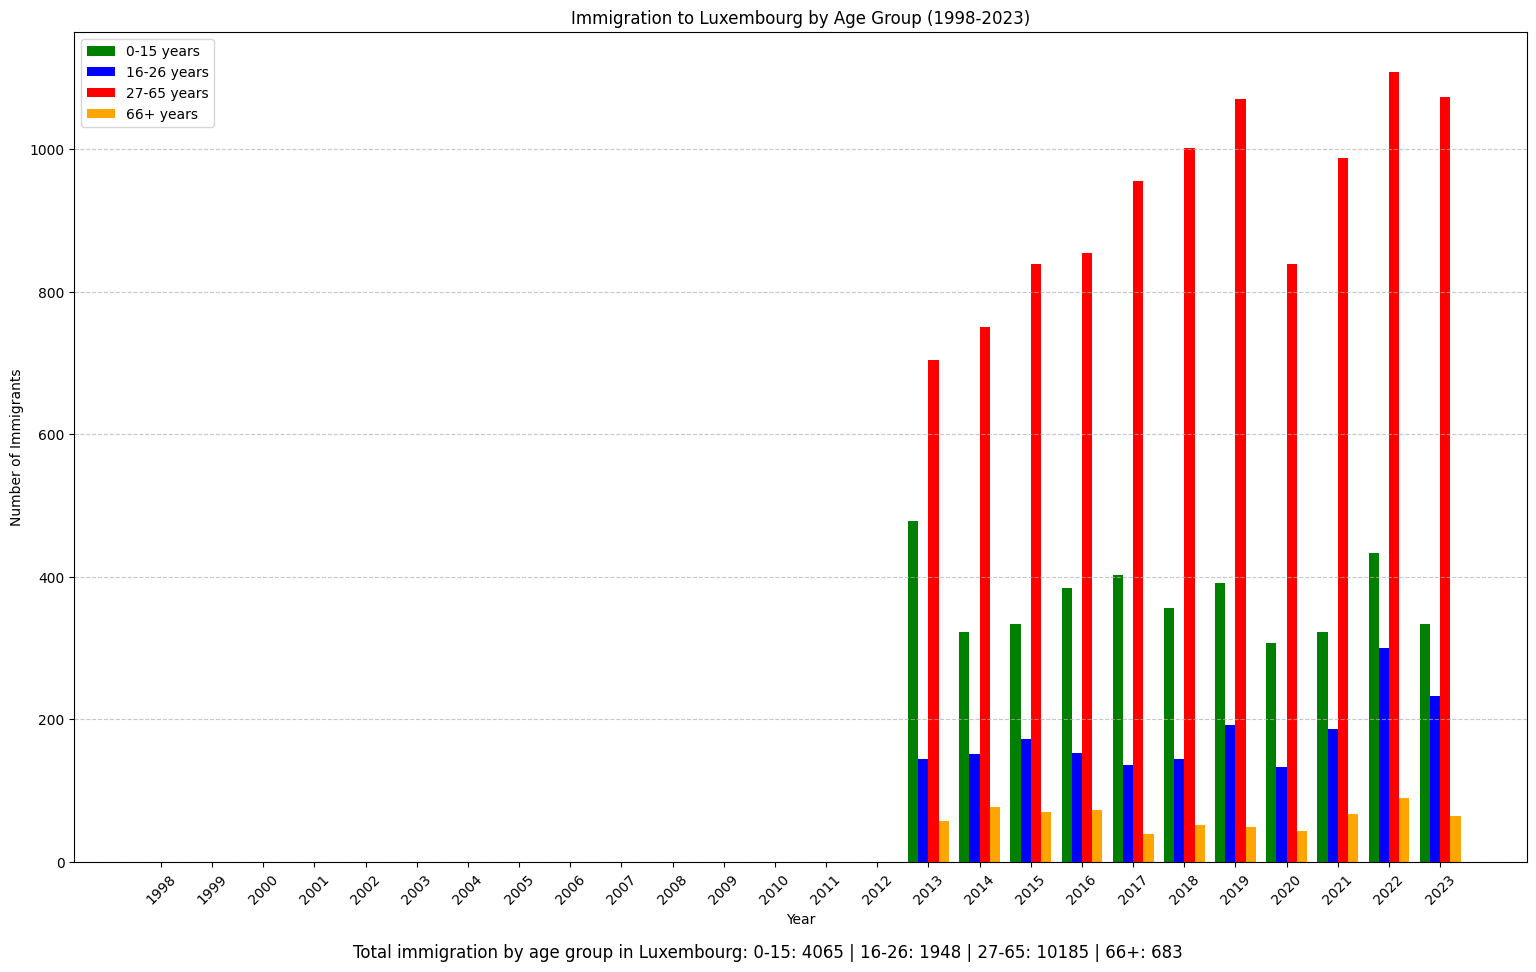 Immigration to Luxembourg by Age Group (1998-2023)
0-15 years
16-26 years
27-65 years
66+ years
Number of Immigrants
1000
800
600
400
200
0
1998 1999 2000 2001 2002 2003 2004 2005 2006 2007 2008 2009 2010 2011 2012 2013 2014 2015 2016 2017 2018 2019 2020 2021 2022 2023
Year
Total immigration by age group in Luxembourg: 0-15: 4065 | 16-26: 1948 | 27-65: 10185 | 66+: 683